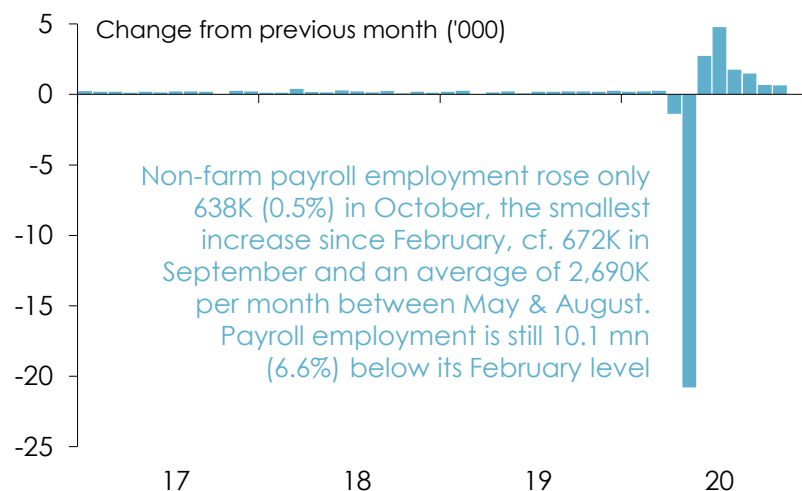 5
Change from previous month ('000)
0
-5
Non-farm payroll employment rose only
638K (0.5%) in October, the smallest
-10
increase since February, cf. 672K in
September and an average of 2,690K
-15
per month between May & August.
Payroll employment is still 10.1 mn
-20
(6.6%) below its February level
-25
17
18
19
20